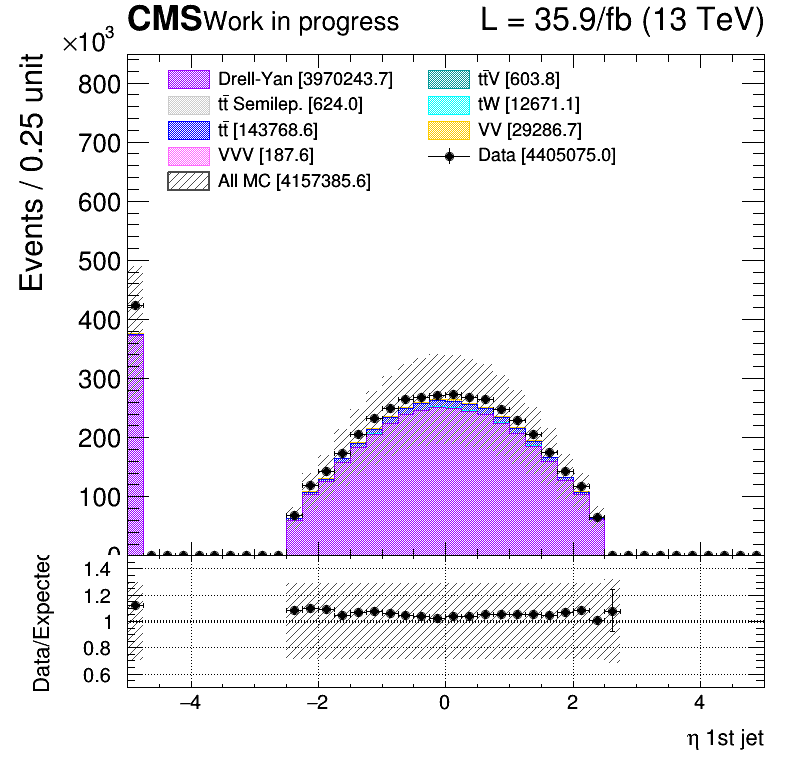 CMS Work in progress L = 35.9/fb (13 TeV)
×10³
Events / 0.25 unit
800
700
600
500
400
300
200
100
0
Drell-Yan [3970243.7]
tt̄ Semilep. [624.0]
tt̄ [143768.6]
VVV [187.6]
All MC [4157385.6]
tt̄V [603.8]
tW [12671.1]
VV [29286.7]
Data [4405075.0]
Data/Expected
1.4
1.2
1
0.8
0.6
−4 −2 0 2 4
η 1st jet